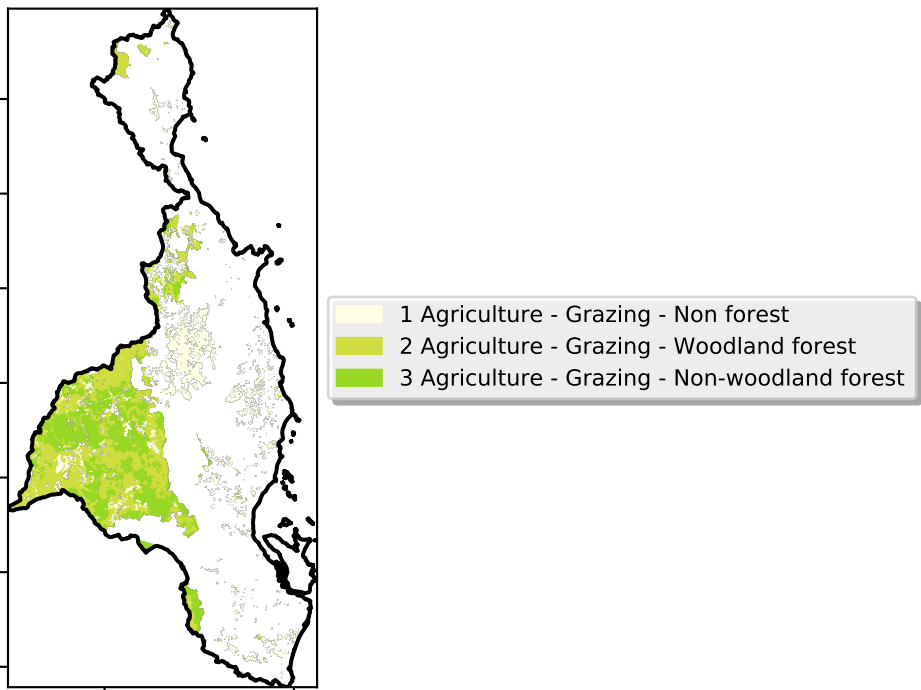 1 Agriculture - Grazing - Non forest
2 Agriculture - Grazing - Woodland forest
3 Agriculture - Grazing - Non-woodland forest